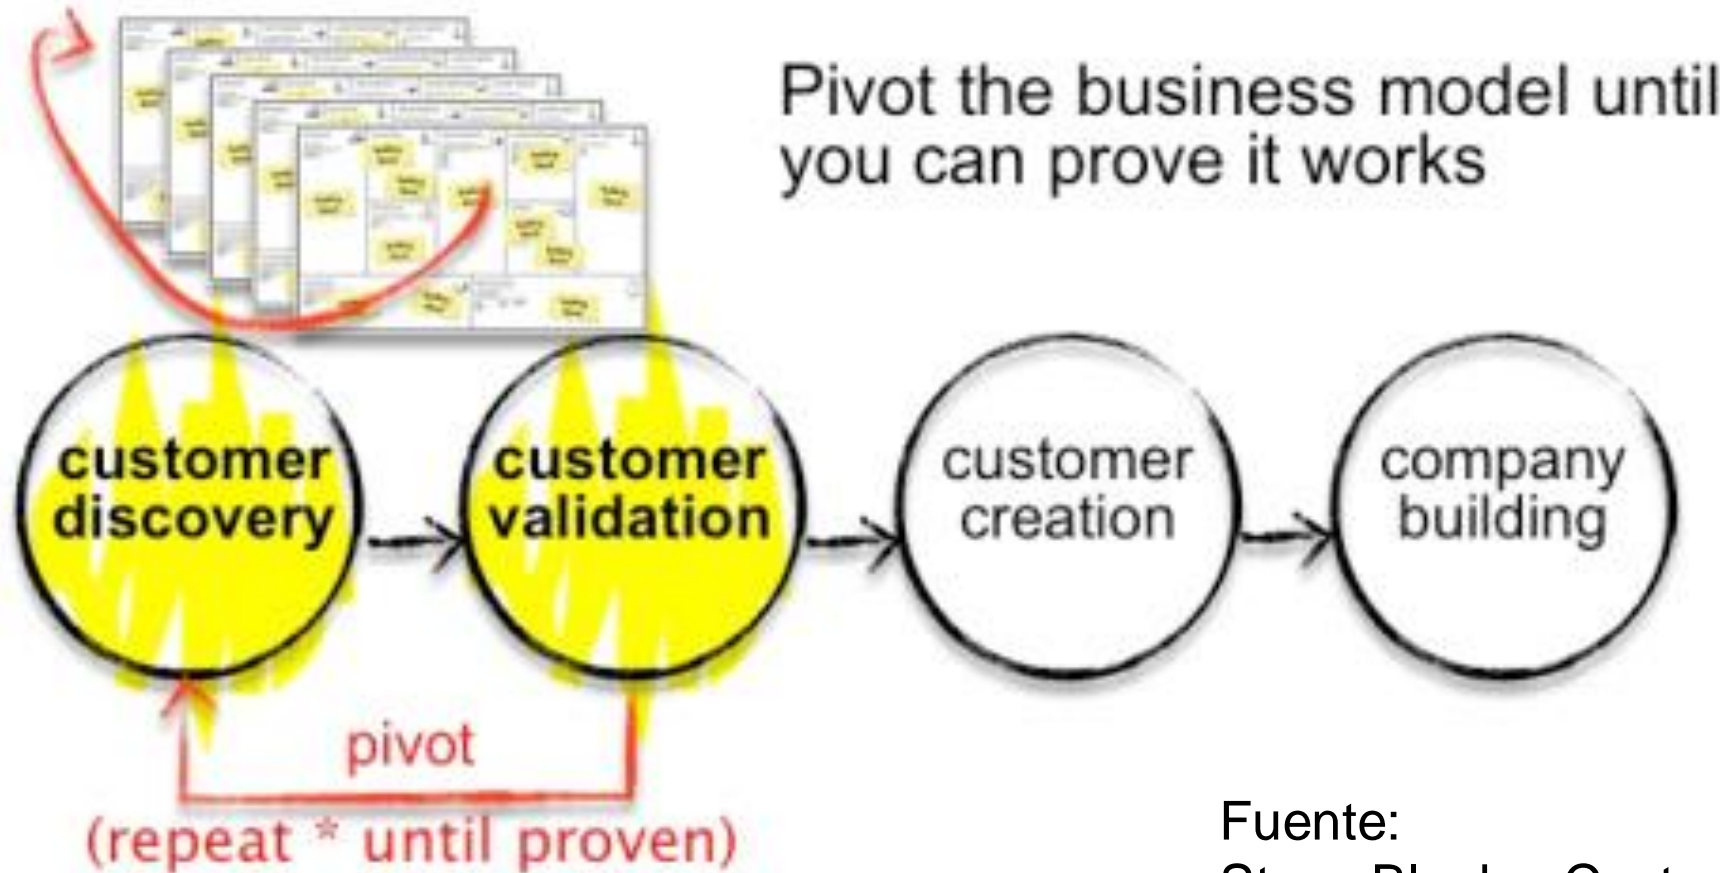 Pivot the business model until
you can prove it works
customer
discovery
customer
validation
customer
creation
company
building
pivot
(repeat * until proven)
Fuente: